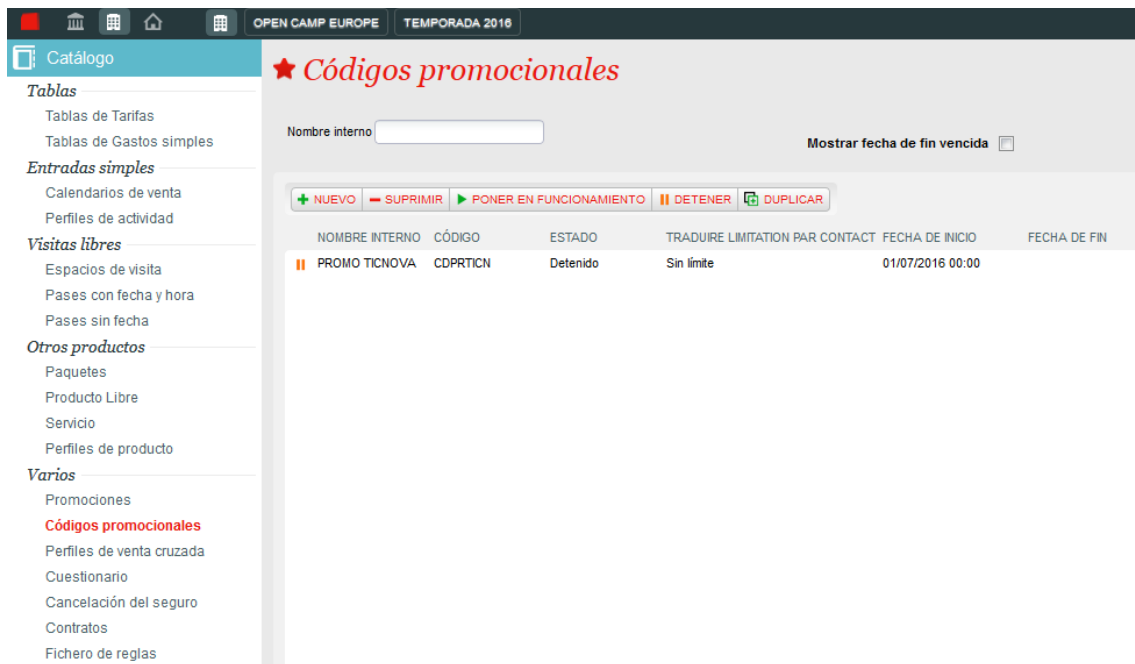 OPEN CAMP EUROPE TEMPORADA 2016
Catálogo
Tablas
Tablas de Tarifas
Tablas de Gastos simples
Entradas simples
Calendarios de venta
Perfiles de actividad
Visitas libres
Espacios de visita
Pases con fecha y hora
Pases sin fecha
Otros productos
Paquetes
Producto Libre
Servicio
Perfiles de producto
Varios
Promociones
Códigos promocionales
Perfiles de venta cruzada
Cuestionario
Cancelación del seguro
Contratos
Fichero de reglas
Códigos promocionales
Nombre interno
Mostrar fecha de fin vencida
NUEVO SUPRIMIR PONER EN FUNCIONAMIENTO DETENER DUPLICAR
NOMBRE INTERNO CÓDIGO ESTADO TRADUIRE LIMITATION PAR CONTACT FECHA DE INICIO FECHA DE FIN
PROMO TICNOVA CDPRTICN Detenido Sin límite 01/07/2016 00:00